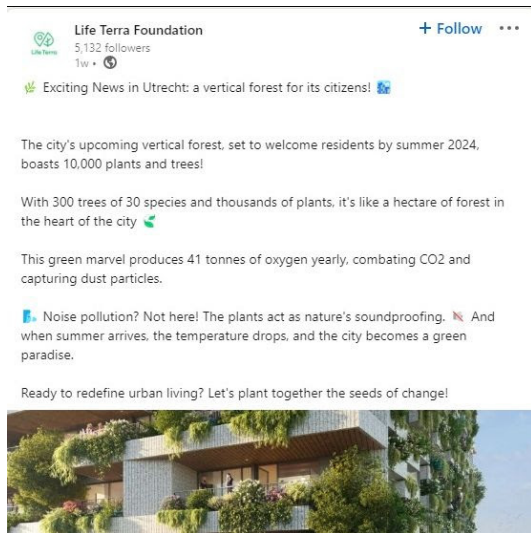 Life Terra Foundation
+ Follow
5,132 followers
Life Terra
1w •
Exciting News in Utrecht: a vertical forest for its citizens!
The city's upcoming vertical forest, set to welcome residents by summer 2024,
boasts 10,000 plants and trees!
With 300 trees of 30 species and thousands of plants, it's like a hectare of forest in
the heart of the city
This green marvel produces 41 tonnes of oxygen yearly, combating CO2 and
capturing dust particles.
Noise pollution? Not here! The plants act as nature's soundproofing. And
when summer arrives, the temperature drops, and the city becomes a green
paradise.
Ready to redefine urban living? Let's plant together the seeds of change!